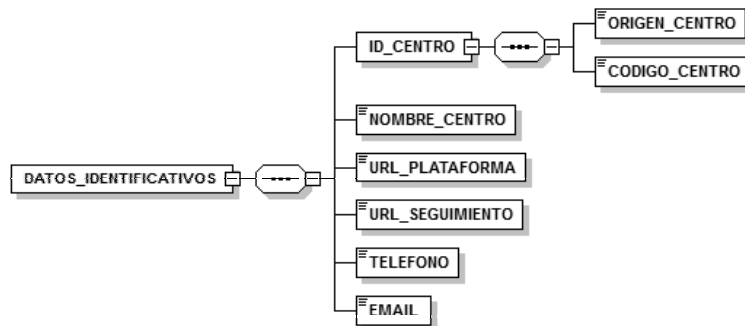 ORIGEN_CENTRO
ID_CENTRO
CODIGO_CENTRO
NOMBRE_CENTRO
URL_PLATAFORMA
DATOS_IDENTIFICATIVOS
URL_SEGUIMIENTO
TELEFONO
EMAIL